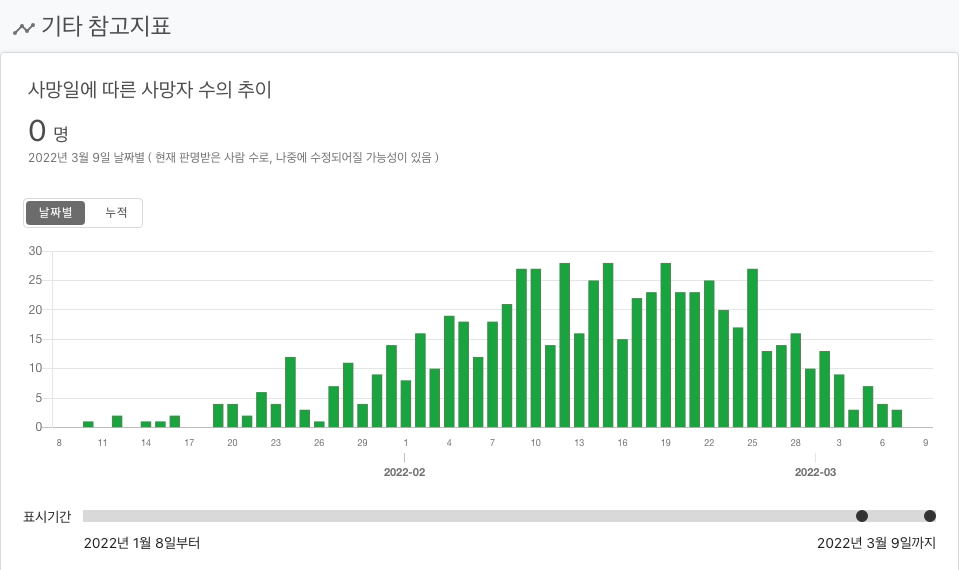 기타 참고지표
사망일에 따른 사망자 수의 추이
0 명
2022년 3월 9일 날짜별 ( 현재 판명받은 사람 수로, 나중에 수정되어질 가능성이 있음 )
날짜별 누적
30
25
20
15
10
5
0
8 11 14 17 20 23 26 29 1 4 7 10 13 16 19 22 25 28 3 6 9
2022-02 2022-03
표시기간
2022년 1월 8일부터 2022년 3월 9일까지